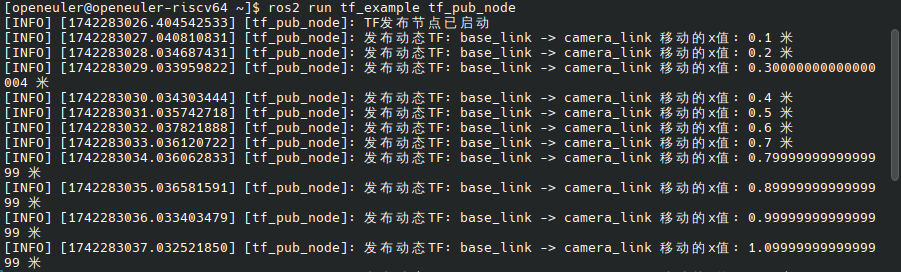 [openeuler@openeuler-riscv64 ~]$ ros2 run tf_example tf_pub_node
[INFO] [1742283026.404542533] [tf_pub_node]: TF发布节点已启动
[INFO] [1742283027.040810831] [tf_pub_node]: 发布动态TF: base_link -> camera_link 移动的x值: 0.1 米
[INFO] [1742283028.034687431] [tf_pub_node]: 发布动态TF: base_link -> camera_link 移动的x值: 0.2 米
[INFO] [1742283029.033959822] [tf_pub_node]: 发布动态TF: base_link -> camera_link 移动的x值: 0.30000000000000
004 米
[INFO] [1742283030.034303444] [tf_pub_node]: 发布动态TF: base_link -> camera_link 移动的x值: 0.4 米
[INFO] [1742283031.035742718] [tf_pub_node]: 发布动态TF: base_link -> camera_link 移动的x值: 0.5 米
[INFO] [1742283032.037821888] [tf_pub_node]: 发布动态TF: base_link -> camera_link 移动的x值: 0.6 米
[INFO] [1742283033.036120722] [tf_pub_node]: 发布动态TF: base_link -> camera_link 移动的x值: 0.7 米
[INFO] [1742283034.036062833] [tf_pub_node]: 发布动态TF: base_link -> camera_link 移动的x值: 0.79999999999999
99 米
[INFO] [1742283035.036581591] [tf_pub_node]: 发布动态TF: base_link -> camera_link 移动的x值: 0.89999999999999
99 米
[INFO] [1742283036.033403479] [tf_pub_node]: 发布动态TF: base_link -> camera_link 移动的x值: 0.99999999999999
99 米
[INFO] [1742283037.032521850] [tf_pub_node]: 发布动态TF: base_link -> camera_link 移动的x值: 1.09999999999999
99 米